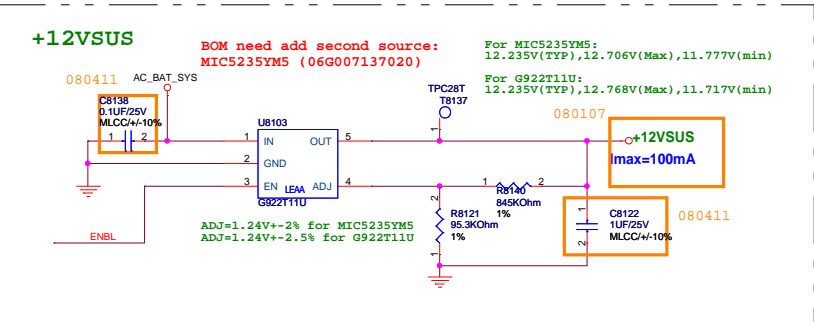 +12VSUS
BOM need add second source:
MIC5235YM5 (06G007137020)
For MIC5235YM5:
12.235V(TYP),12.706V(Max),11.777V(min)
For G922T11U:
12.235V(TYP),12.768V(Max),11.717V(min)
080411
AC_BAT_SYS
C8138
0.1UF/25V
MLCC/+/-10%
1
2
U8103
1
IN
OUT
5
2
GND
3
EN
LEAA
ADJ
4
G922T11U
TPC28T
T8137
1
080107
+12VSUS
Imax=100mA
1
R8140
2
845KOhm
1%
2
R8121
95.3KOhm
1%
1
1
C8122
1UF/25V
MLCC/+/-10%
2
080411
ADJ=1.24V+-2% for MIC5235YM5
ADJ=1.24V+-2.5% for G922T11U
ENBL